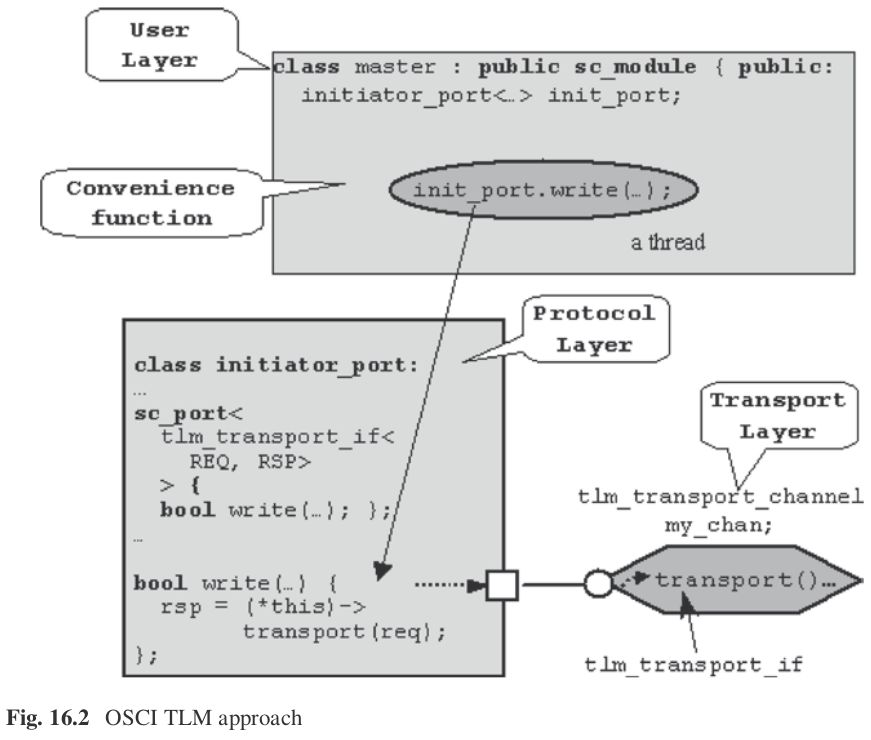 User
Layer
class master : public sc_module { public:
initiator_port<…> init_port;
Convenience
function
init_port.write(…);
a thread
Protocol
Layer
class initiator_port:
…
sc_port<
tlm_transport_if<
REQ, RSP>
> {
bool write(…); };
…
bool write(…) {
rsp = (*this)->
transport(req);
};
Transport
Layer
tlm_transport_channel
my_chan;
transport()…
tlm_transport_if
Fig. 16.2 OSCI TLM approach